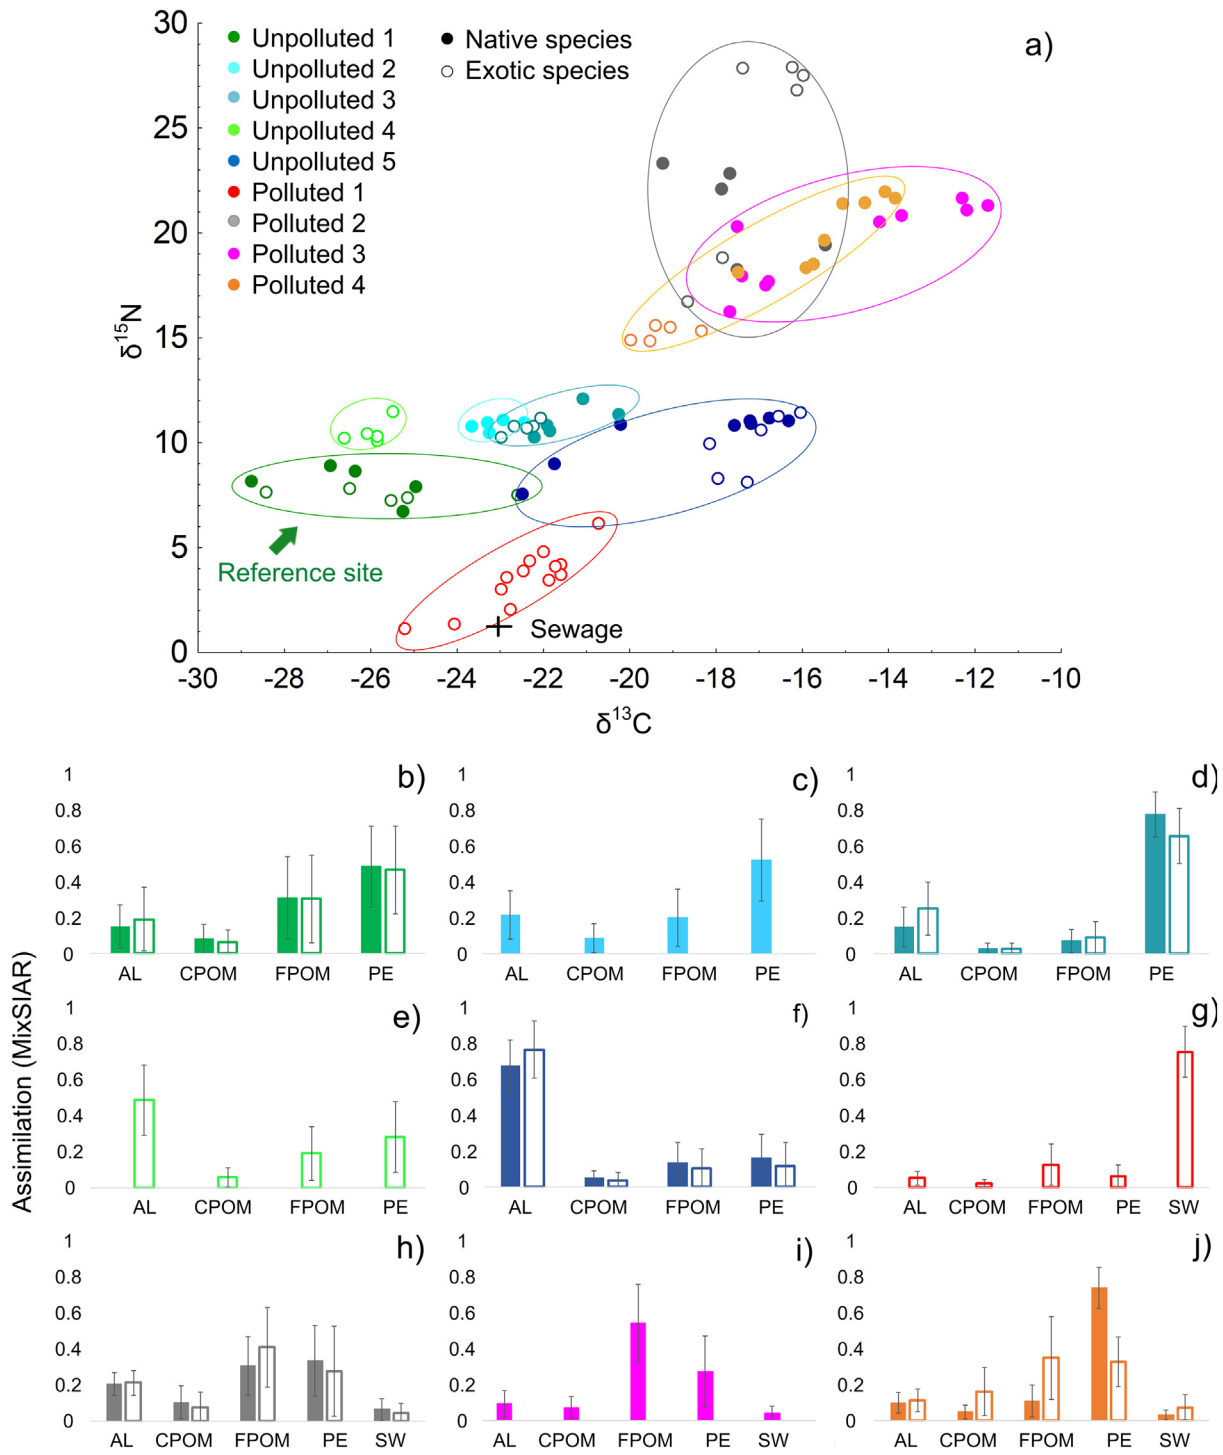 a)
30
25
20
15
10
5
0
δ15N
Unpolluted 1
Unpolluted 2
Unpolluted 3
Unpolluted 4
Unpolluted 5
Polluted 1
Polluted 2
Polluted 3
Polluted 4
Native species
Exotic species
Reference site
Sewage
-30 -28 -26 -24 -22 -20 -18 -16 -14 -12 -10
δ13C
Assimilation (MixSIAR)
b)
1
0.8
0.6
0.4
0.2
0
AL CPOM FPOM PE
c)
1
0.8
0.6
0.4
0.2
0
AL CPOM FPOM PE
d)
1
0.8
0.6
0.4
0.2
0
AL CPOM FPOM PE
e)
1
0.8
0.6
0.4
0.2
0
AL CPOM FPOM PE
f)
1
0.8
0.6
0.4
0.2
0
AL CPOM FPOM PE
g)
1
0.8
0.6
0.4
0.2
0
AL CPOM FPOM PE SW
h)
1
0.8
0.6
0.4
0.2
0
AL CPOM FPOM PE SW
i)
1
0.8
0.6
0.4
0.2
0
AL CPOM FPOM PE SW
j)
1
0.8
0.6
0.4
0.2
0
AL CPOM FPOM PE SW